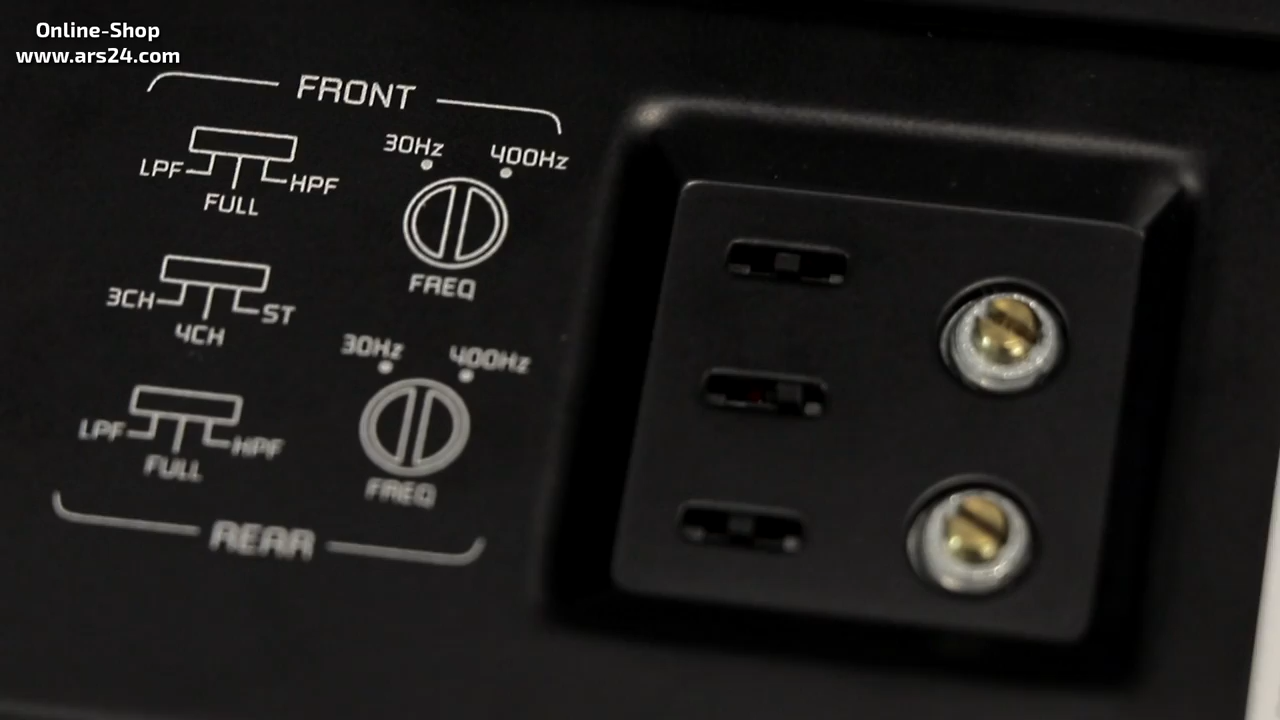 Online-Shop
www.ars24.com
FRONT
30Hz 400Hz
LPF HPF
FULL
FREQ
3CH ST
4CH
30Hz 400Hz
LPF HPF
FULL
FREQ
REAR